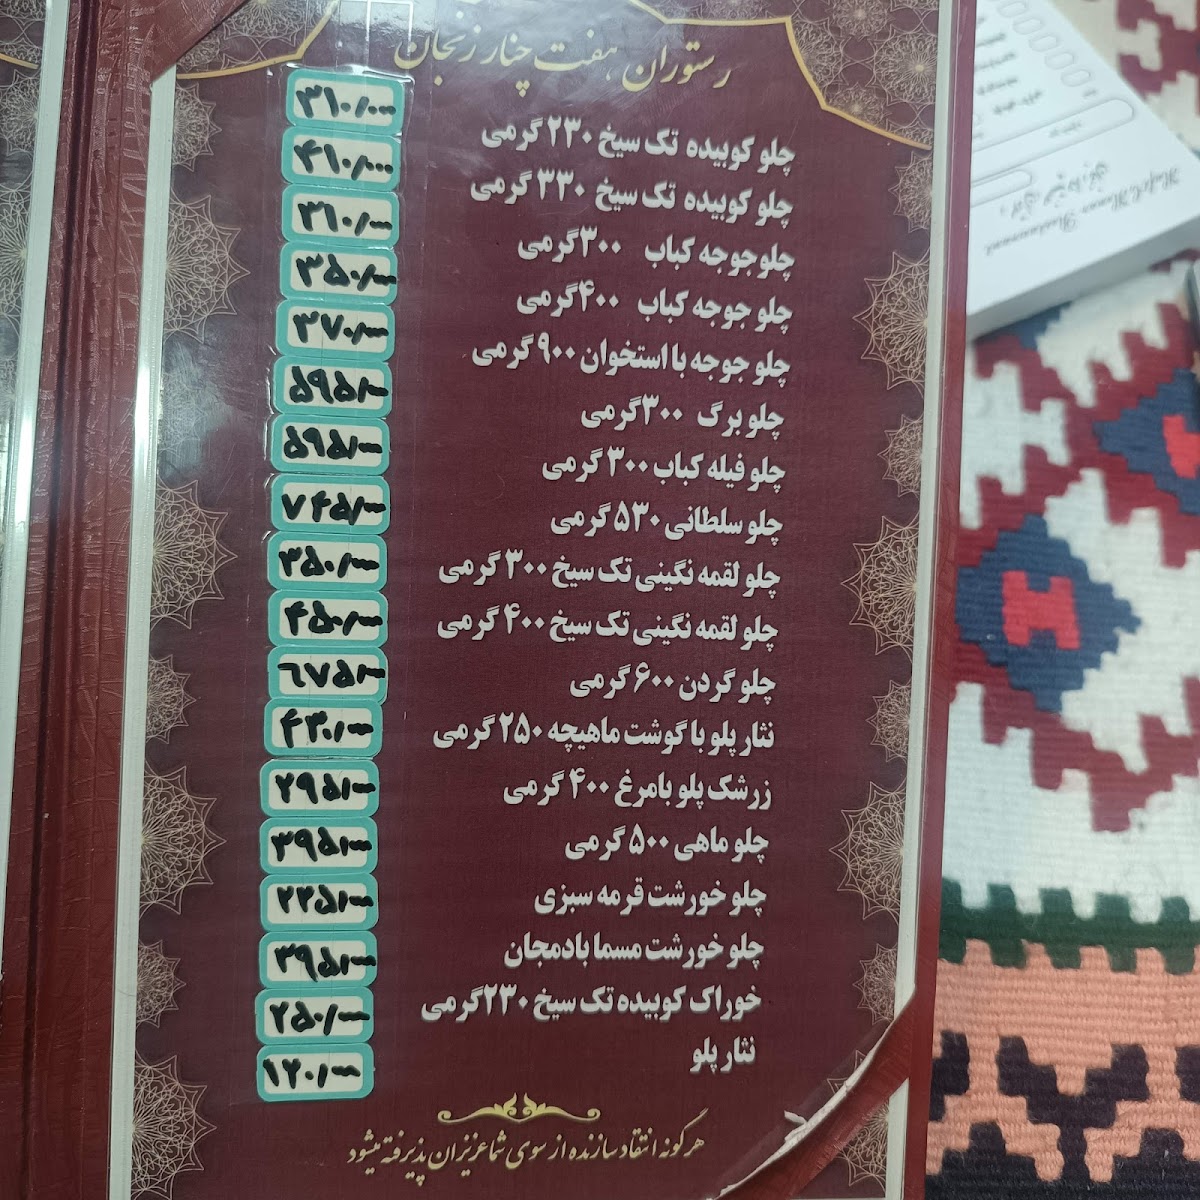 رستوران هفت چنار زنجان
چلو کوبیده تک سیخ ۲۳۰ گرمی ۳۱۰/۰۰۰
چلو کوبیده تک سیخ ۳۳۰ گرمی ۴۱۰/۰۰۰
چلو جوجه کباب ۳۰۰ گرمی ۳۱۰/۰۰۰
چلو جوجه کباب ۴۰۰ گرمی ۳۵۰/۰۰۰
چلو جوجه با استخوان ۹۰۰ گرمی ۳۷۰/۰۰۰
چلو برگ ۳۰۰ گرمی ۵۹۵/۰۰۰
چلو فیله کباب ۳۰۰ گرمی ۵۹۵/۰۰۰
چلو سلطانی ۵۳۰ گرمی ۷۴۵/۰۰۰
چلو لقمه نگینی تک سیخ ۳۰۰ گرمی ۳۵۰/۰۰۰
چلو لقمه نگینی تک سیخ ۴۰۰ گرمی ۴۵۰/۰۰۰
چلو گردن ۶۰۰ گرمی ۶۷۵/۰۰۰
نثار پلو با گوشت ماهیچه ۲۵۰ گرمی ۴۳۰/۰۰۰
زرشک پلو بامرغ ۴۰۰ گرمی ۲۹۵/۰۰۰
چلو ماهی ۵۰۰ گرمی ۳۹۵/۰۰۰
چلو خورشت قرمه سبزی ۲۳۵/۰۰۰
چلو خورشت مسما بادمجان ۳۹۵/۰۰۰
خوراک کوبیده تک سیخ ۲۳۰ گرمی ۲۵۰/۰۰۰
نثار پلو ۱۲۰/۰۰۰
هرگونه انتقاد سازنده از سوی شما عزیزان پذیرفته میشود